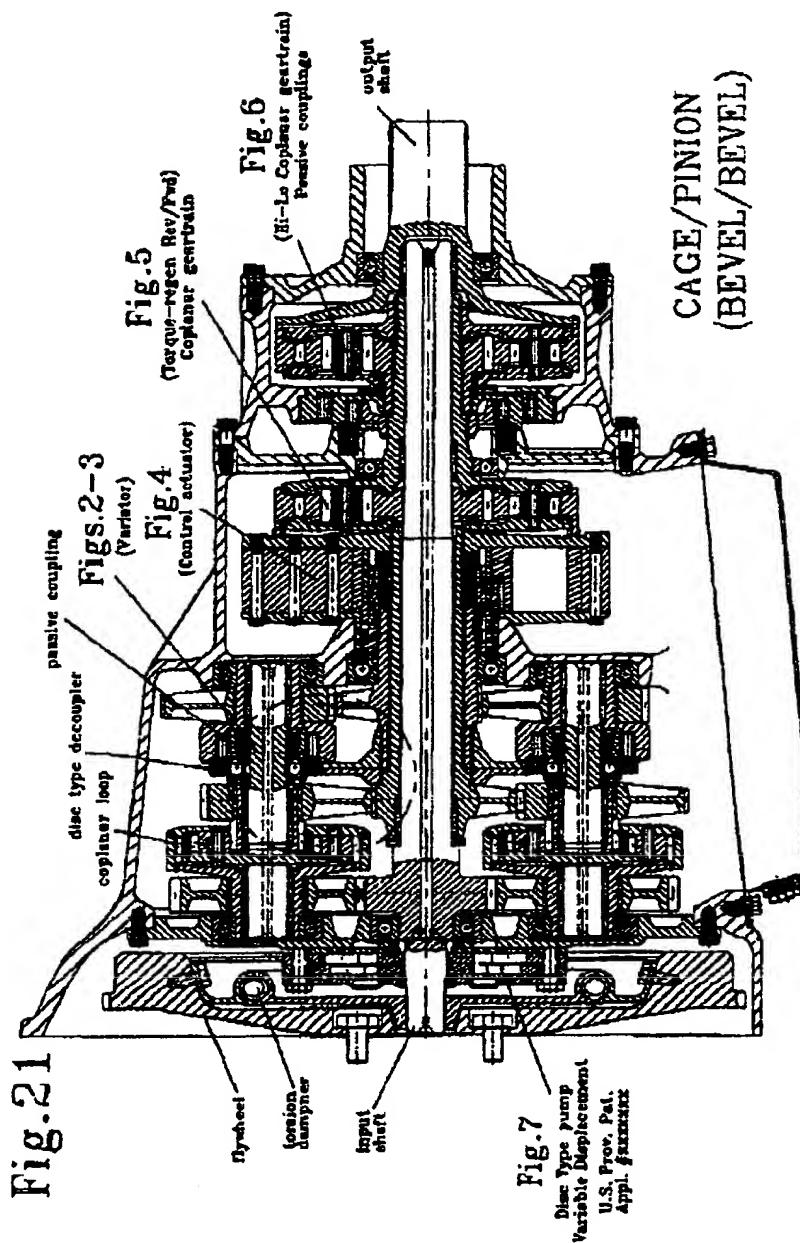 Fig.21
flywheel
torsion
dampner
input
shaft
Fig.7
Disc Type pump
Variable Displacement
U.S. Prov. Pat.
Appl. #xxxxxxx
coplanar loop
disc type decoupler
passive coupling
Figs.2-3
(Variator)
Fig.4
(Control actuator)
Fig.5
(Torque-regen Rev/Fwd)
Coplanar geartrain
Fig.6
(Hi-Lo Coplanar geartrain)
Passive couplings
output
shaft
CAGE/PINION
(BEVEL/BEVEL)